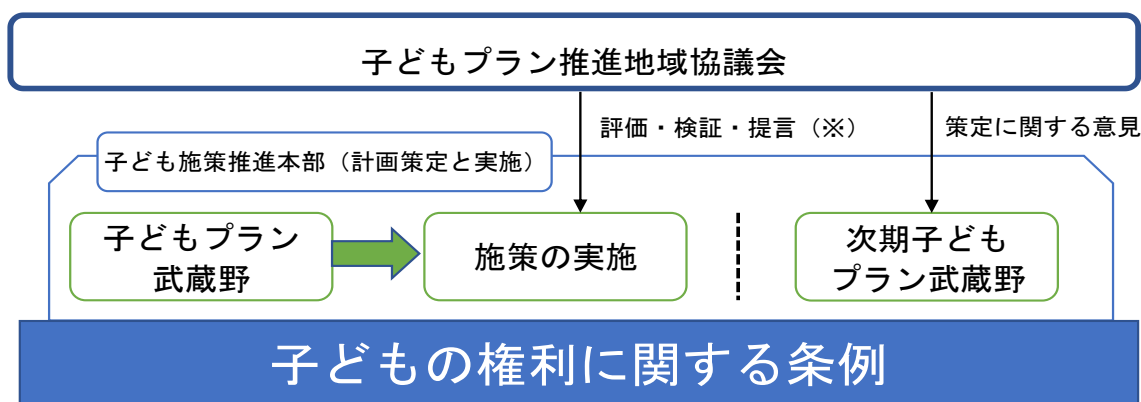 子どもプラン推進地域協議会
評価・検証・提言（※）
策定に関する意見
子ども施策推進本部（計画策定と実施）
子どもプラン
武蔵野
施策の実施
次期子ども
プラン武蔵野
子どもの権利に関する条例